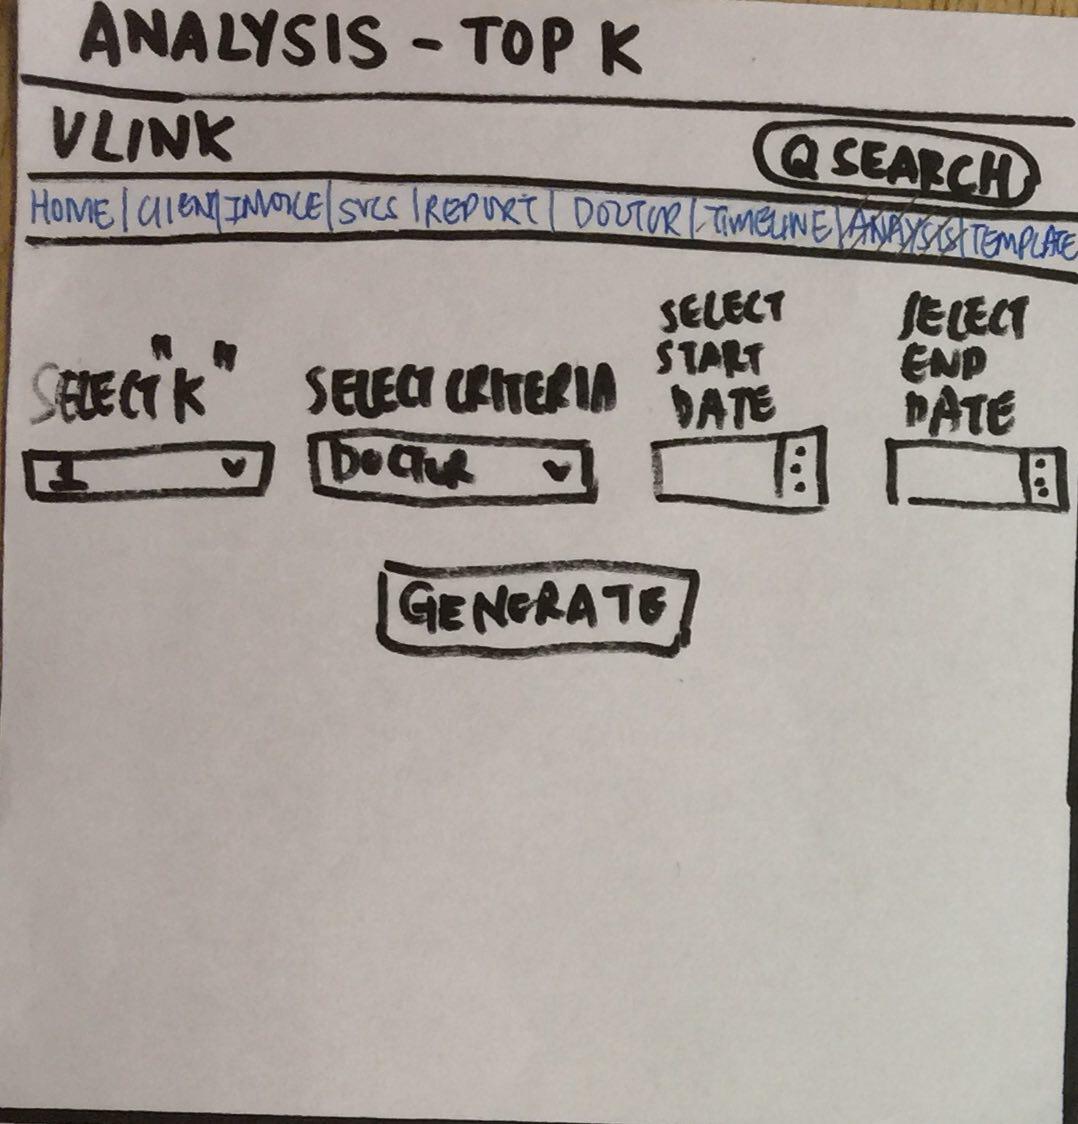 ANALYSIS - TOP K
VLINK
Q SEARCH
HOME | CLIENT | INVOICE | SVCS | REPORT | DOCTOR | TIMELINE | ANALYSIS | TEMPLATE
SELECT "K"
SELECT CRITERIA
SELECT
START
DATE
SELECT
END
DATE
1
DOCTOR
GENERATE